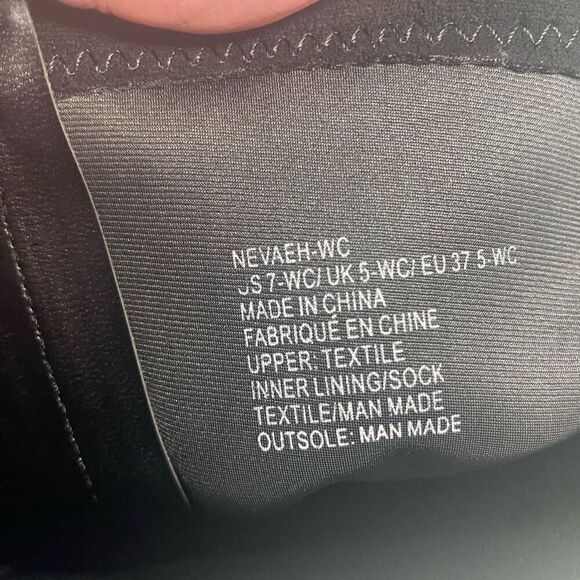 NEVAEH-WC
US 7-WC/ UK 5-WC/ EU 37 5-WC
MADE IN CHINA
FABRIQUÉ EN CHINE
UPPER: TEXTILE
INNER LINING/SOCK
TEXTILE/MAN MADE
OUTSOLE: MAN MADE